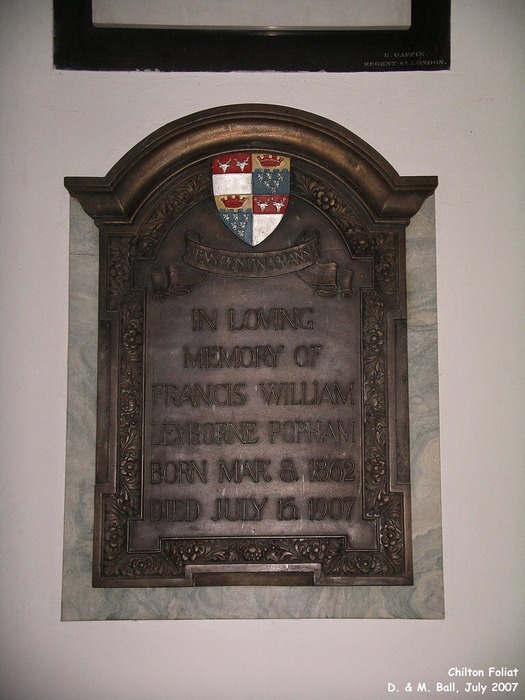 E. GAFFIN.
REGENT ST LONDON.
IN LOVING
MEMORY OF
FRANCIS WILLIAM
LEYBORNE POPHAM
BORN MAR. 8. 1862
DIED JULY 15. 1907
Chilton Foliat
D. & M. Ball, July 2007